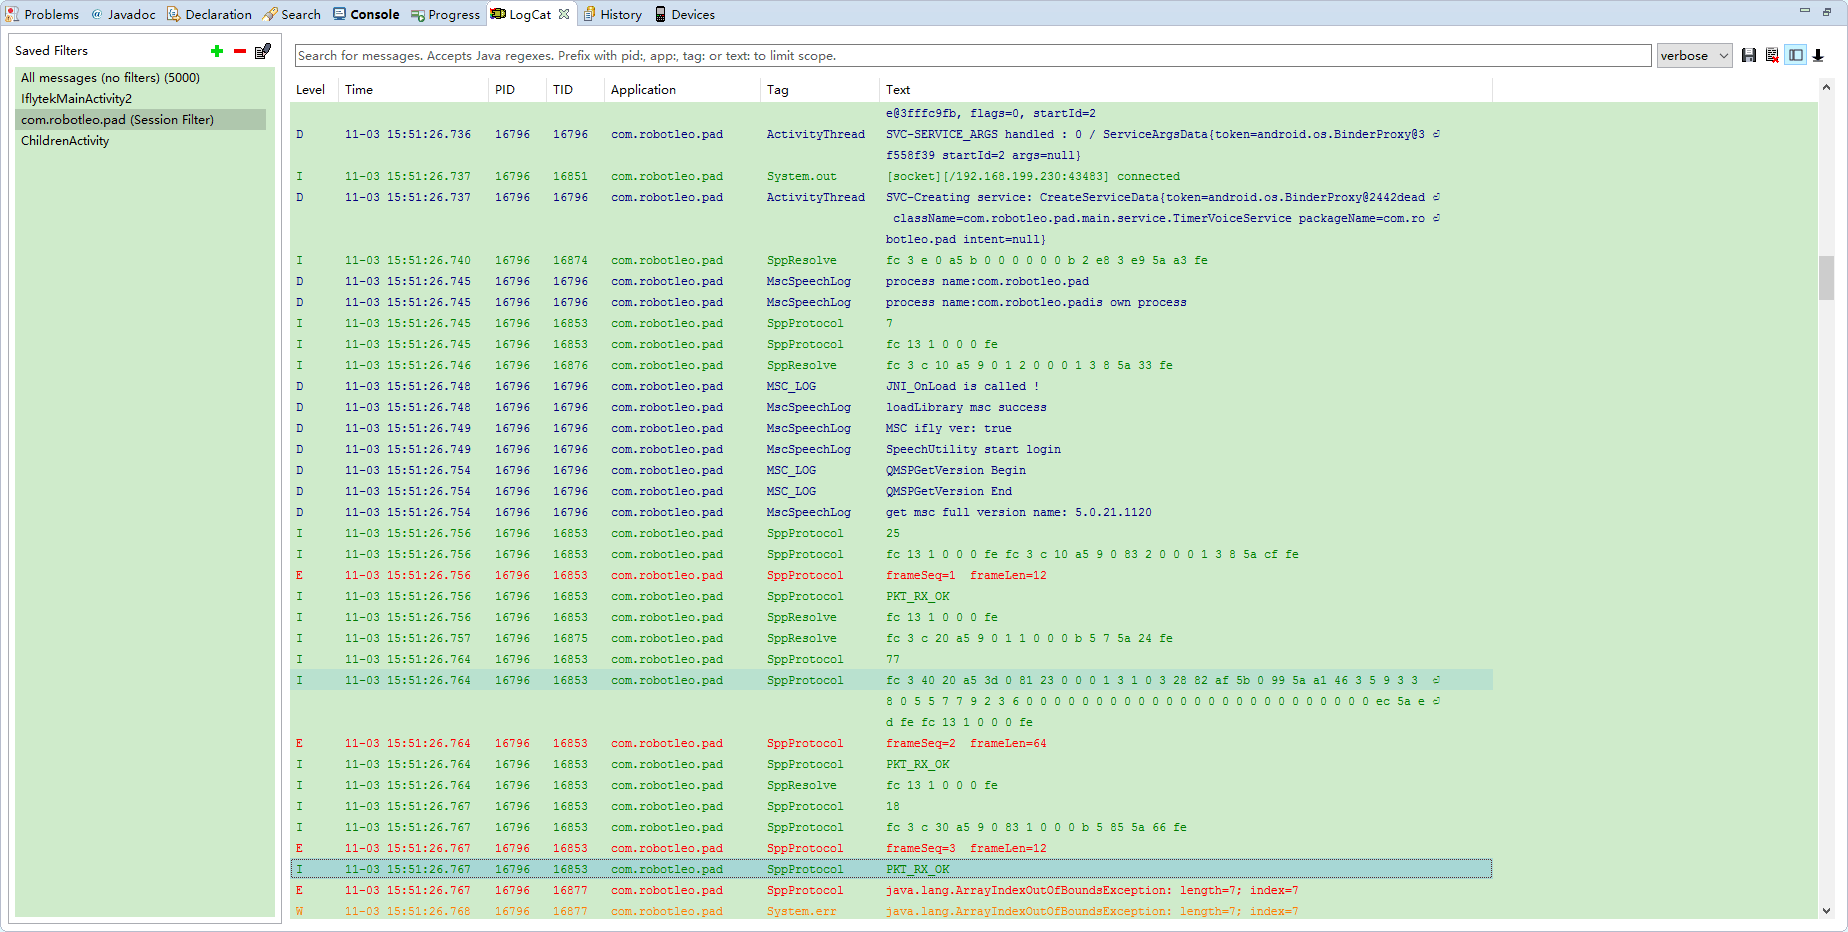 Problems @ Javadoc Declaration Search Console Progress LogCat History Devices
Saved Filters
All messages (no filters) (5000)
IflytekMainActivity2
com.robotleo.pad (Session Filter)
ChildrenActivity
Search for messages. Accepts Java regexes. Prefix with pid:, app:, tag: or text: to limit scope. verbose
Level Time PID TID Application Tag Text
e@3fffc9fb, flags=0, startId=2
D 11-03 15:51:26.736 16796 16796 com.robotleo.pad ActivityThread SVC-SERVICE_ARGS handled : 0 / ServiceArgsData{token=android.os.BinderProxy@3
f558f39 startId=2 args=null}
I 11-03 15:51:26.737 16796 16851 com.robotleo.pad System.out [socket][/192.168.199.230:43483] connected
D 11-03 15:51:26.737 16796 16796 com.robotleo.pad ActivityThread SVC-Creating service: CreateServiceData{token=android.os.BinderProxy@2442dead
className=com.robotleo.pad.main.service.TimerVoiceService packageName=com.ro
botleo.pad intent=null}
I 11-03 15:51:26.740 16796 16874 com.robotleo.pad SppResolve fc 3 e 0 a5 b 0 0 0 0 0 0 b 2 e8 3 e9 5a a3 fe
D 11-03 15:51:26.745 16796 16796 com.robotleo.pad MscSpeechLog process name:com.robotleo.pad
D 11-03 15:51:26.745 16796 16796 com.robotleo.pad MscSpeechLog process name:com.robotleo.padis own process
I 11-03 15:51:26.745 16796 16853 com.robotleo.pad SppProtocol 7
I 11-03 15:51:26.745 16796 16853 com.robotleo.pad SppProtocol fc 13 1 0 0 0 fe
I 11-03 15:51:26.746 16796 16876 com.robotleo.pad SppResolve fc 3 c 10 a5 9 0 1 2 0 0 0 1 3 8 5a 33 fe
D 11-03 15:51:26.748 16796 16796 com.robotleo.pad MSC_LOG JNI_OnLoad is called !
D 11-03 15:51:26.748 16796 16796 com.robotleo.pad MscSpeechLog loadLibrary msc success
D 11-03 15:51:26.749 16796 16796 com.robotleo.pad MscSpeechLog MSC ifly ver: true
D 11-03 15:51:26.749 16796 16796 com.robotleo.pad MscSpeechLog SpeechUtility start login
D 11-03 15:51:26.754 16796 16796 com.robotleo.pad MSC_LOG QMSPGetVersion Begin
D 11-03 15:51:26.754 16796 16796 com.robotleo.pad MSC_LOG QMSPGetVersion End
D 11-03 15:51:26.754 16796 16796 com.robotleo.pad MscSpeechLog get msc full version name: 5.0.21.1120
I 11-03 15:51:26.756 16796 16853 com.robotleo.pad SppProtocol 25
I 11-03 15:51:26.756 16796 16853 com.robotleo.pad SppProtocol fc 13 1 0 0 0 fe fc 3 c 10 a5 9 0 83 2 0 0 0 1 3 8 5a cf fe
E 11-03 15:51:26.756 16796 16853 com.robotleo.pad SppProtocol frameSeq=1 frameLen=12
I 11-03 15:51:26.756 16796 16853 com.robotleo.pad SppProtocol PKT_RX_OK
I 11-03 15:51:26.756 16796 16853 com.robotleo.pad SppResolve fc 13 1 0 0 0 fe
I 11-03 15:51:26.757 16796 16875 com.robotleo.pad SppResolve fc 3 c 20 a5 9 0 1 1 0 0 0 b 5 7 5a 24 fe
I 11-03 15:51:26.764 16796 16853 com.robotleo.pad SppProtocol 77
I 11-03 15:51:26.764 16796 16853 com.robotleo.pad SppProtocol fc 3 40 20 a5 3d 0 81 23 0 0 0 1 3 1 0 3 28 82 af 5b 0 99 5a a1 46 3 5 9 3 3
8 0 5 5 7 7 9 2 3 6 0 0 0 0 0 0 0 0 0 0 0 0 0 0 0 0 0 0 0 0 0 0 0 0 0 ec 5a e
d fe fc 13 1 0 0 0 fe
E 11-03 15:51:26.764 16796 16853 com.robotleo.pad SppProtocol frameSeq=2 frameLen=64
I 11-03 15:51:26.764 16796 16853 com.robotleo.pad SppProtocol PKT_RX_OK
I 11-03 15:51:26.764 16796 16853 com.robotleo.pad SppResolve fc 13 1 0 0 0 fe
I 11-03 15:51:26.767 16796 16853 com.robotleo.pad SppProtocol 18
I 11-03 15:51:26.767 16796 16853 com.robotleo.pad SppProtocol fc 3 c 30 a5 9 0 83 1 0 0 0 b 5 85 5a 66 fe
E 11-03 15:51:26.767 16796 16853 com.robotleo.pad SppProtocol frameSeq=3 frameLen=12
I 11-03 15:51:26.767 16796 16853 com.robotleo.pad SppProtocol PKT_RX_OK
E 11-03 15:51:26.767 16796 16877 com.robotleo.pad SppProtocol java.lang.ArrayIndexOutOfBoundsException: length=7; index=7
W 11-03 15:51:26.768 16796 16877 com.robotleo.pad System.err java.lang.ArrayIndexOutOfBoundsException: length=7; index=7